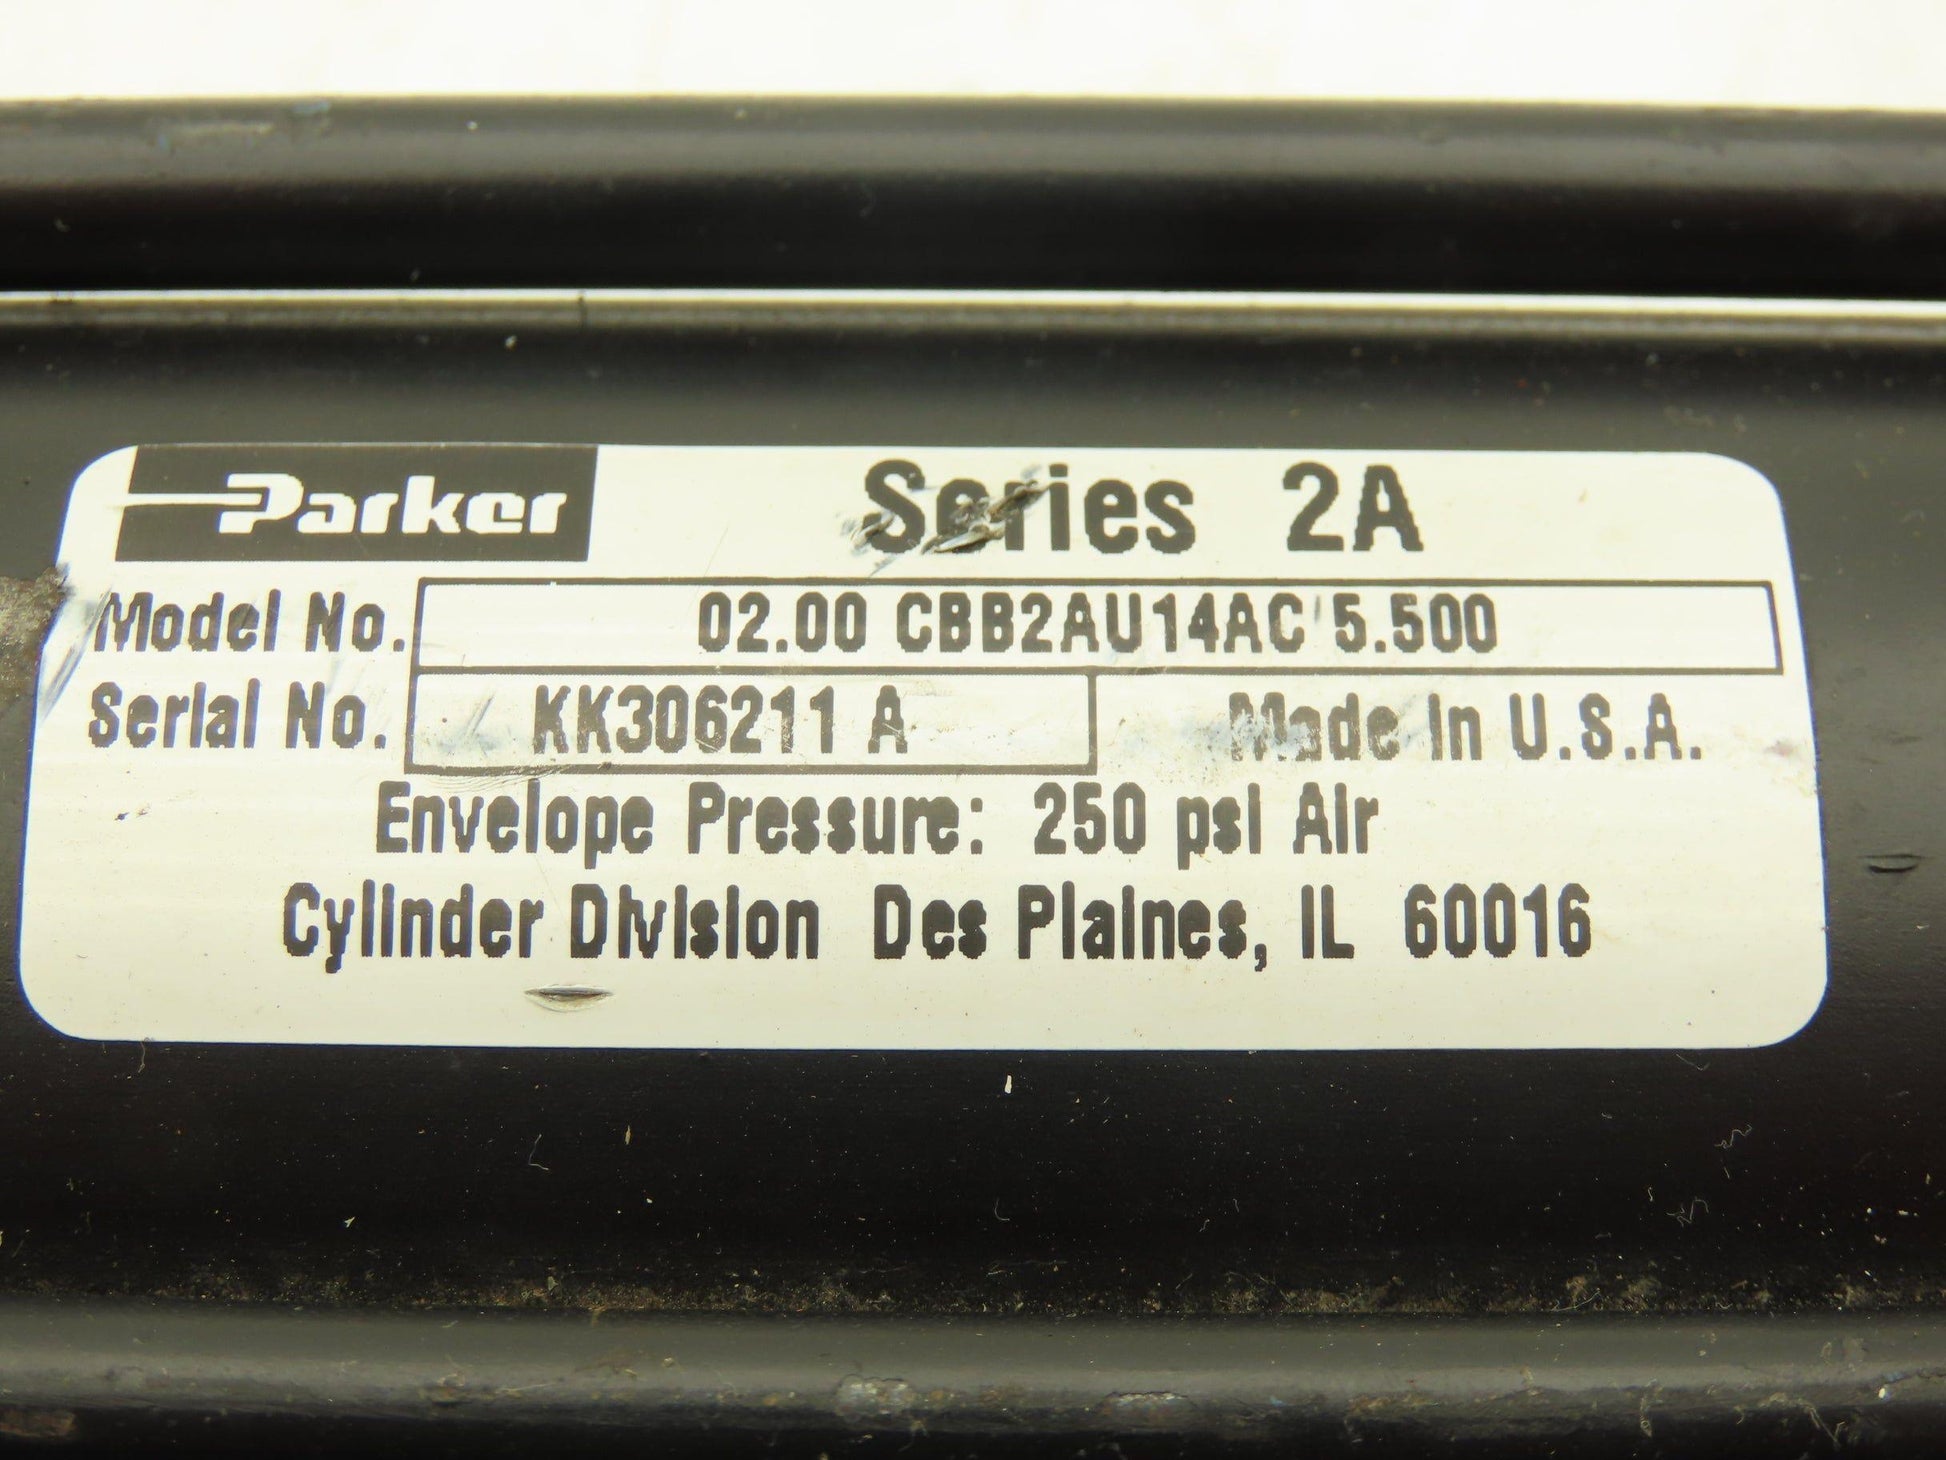 Parker Series 2A
Model No. 02.00 CBB2AU14AC 5.500
Serial No. KK306211 A Made In U.S.A.
Envelope Pressure: 250 psi Air
Cylinder Division Des Plaines, IL 60016